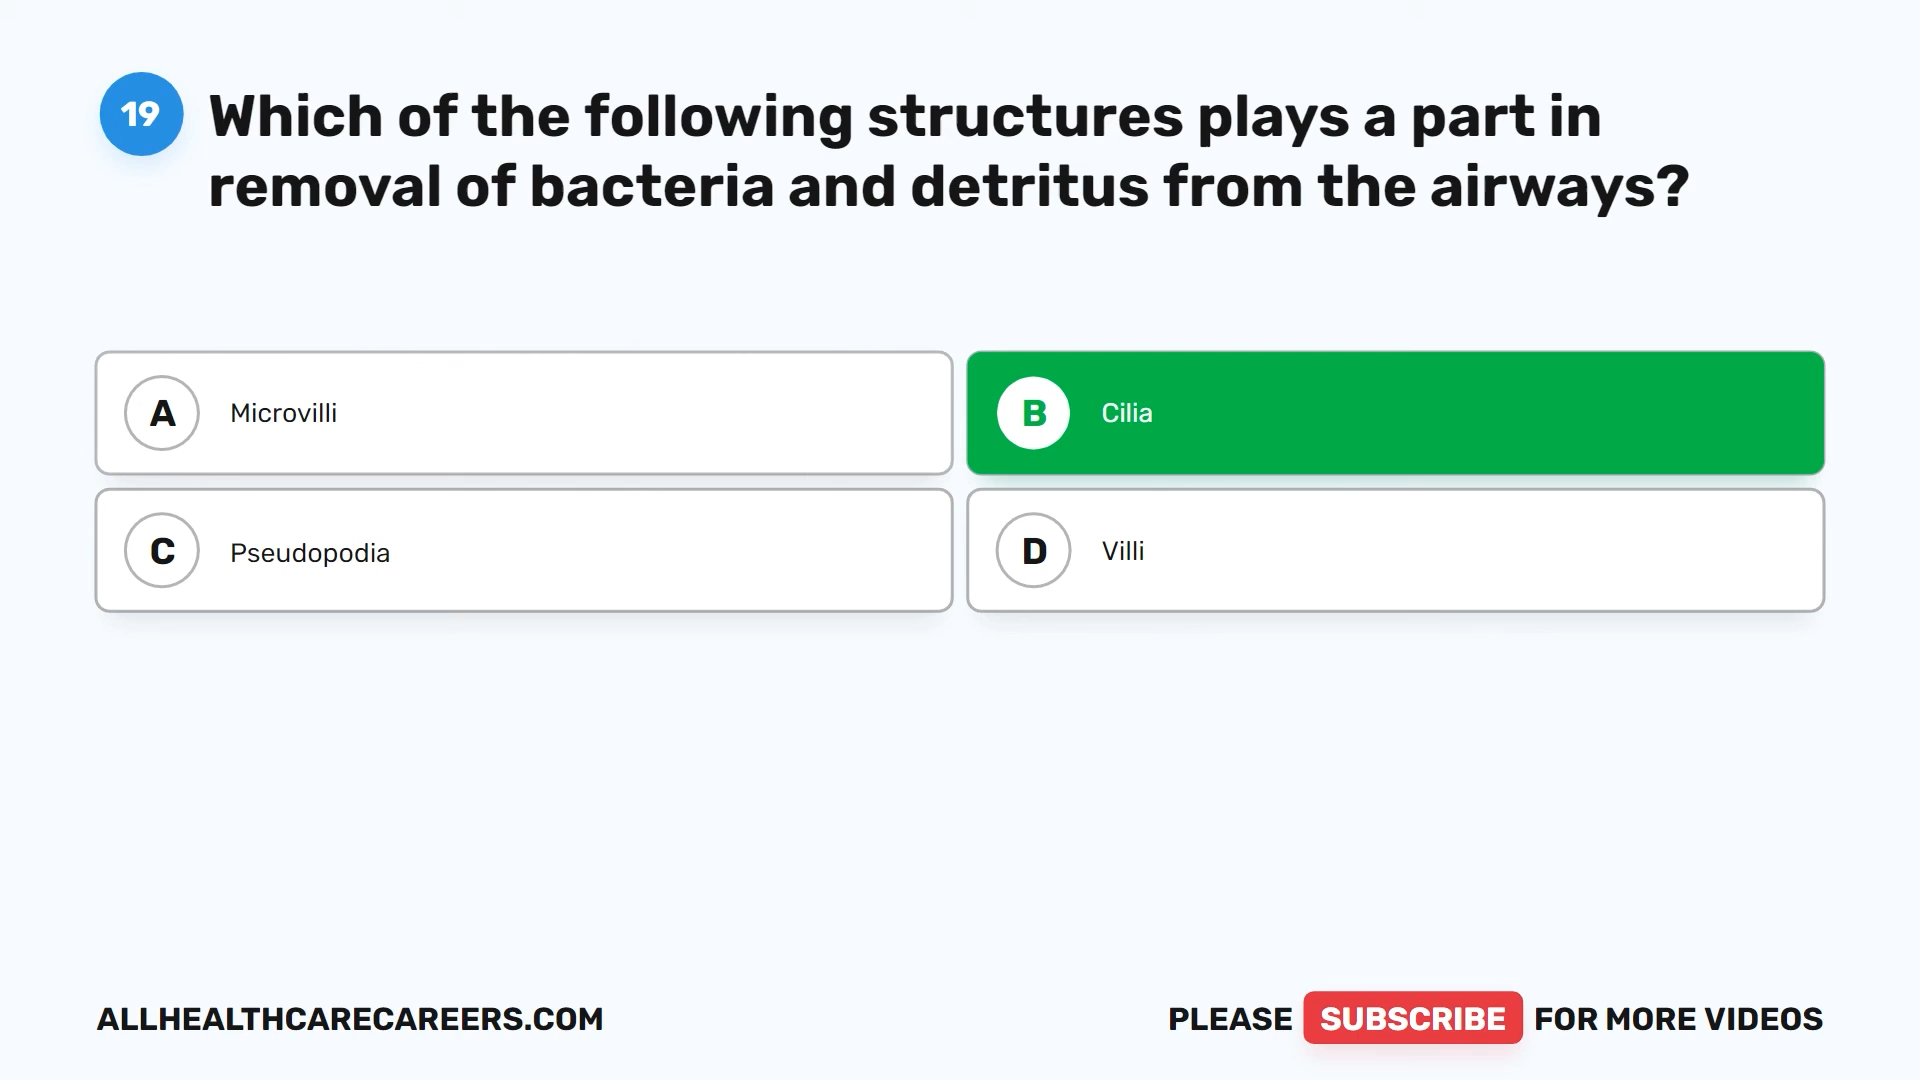 19
Which of the following structures plays a part in
removal of bacteria and detritus from the airways?
A Microvilli
B Cilia
C Pseudopodia
D Villi
ALLHEALTHCARECAREERS.COM
PLEASE SUBSCRIBE FOR MORE VIDEOS